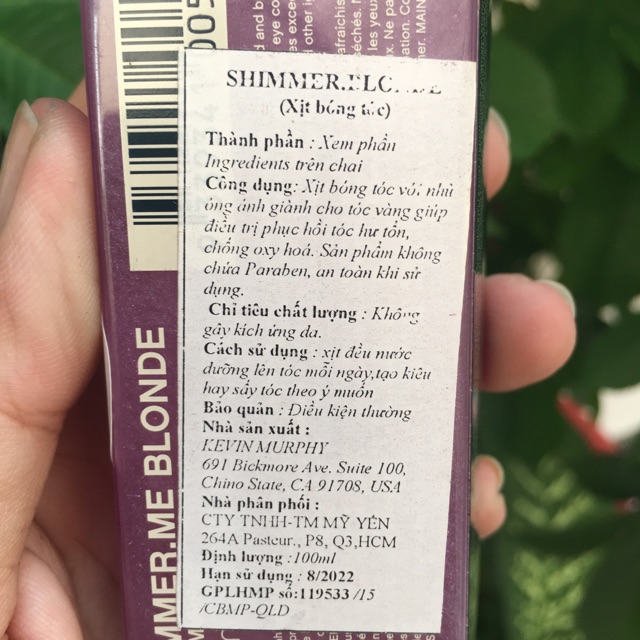 SHIMMER.BLONDE
(Xịt bóng tóc)
Thành phần : Xem phần
Ingredients trên chai
Công dụng: Xịt bóng tóc với nhũ
óng ánh giành cho tóc vàng giúp
điều trị phục hồi tóc hư tổn,
chống oxy hoá. Sản phẩm không
chứa Paraben, an toàn khi sử
dụng.
Chỉ tiêu chất lượng : Không
gây kích ứng da.
Cách sử dụng : xịt đều nước
dưỡng lên tóc mỗi ngày,tạo kiểu
hay sấy tóc theo ý muốn
Bảo quản : Điều kiện thường
Nhà sản xuất :
KEVIN MURPHY
691 Bickmore Ave. Suite 100,
Chino State, CA 91708, USA
Nhà phân phối :
CTY TNHH-TM MỸ YẾN
264A Pasteur., P8, Q3,HCM
Định lượng :100ml
Hạn sử dụng : 8/2022
GPLHMP số:119533 /15
/CBMP-QLD
MMER.ME BLONDE